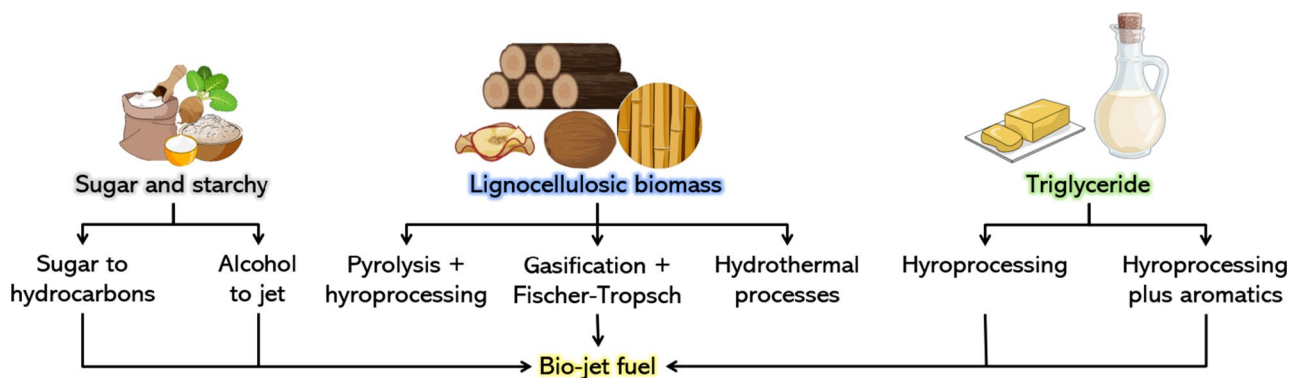 Sugar and starchy
Lignocellulosic biomass
Triglyceride
Sugar to
hydrocarbons
Alcohol
to jet
Pyrolysis +
hyroprocessing
Gasification +
Fischer-Tropsch
Hydrothermal
processes
Hyroprocessing
Hyroprocessing
plus aromatics
Bio-jet fuel